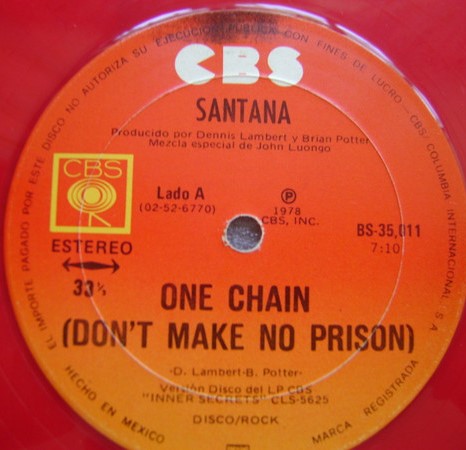 EL IMPORTE PAGADO POR ESTE DISCO NO AUTORIZA SU EJECUCION PUBLICA CON FINES DE LUCRO-CBS/COLUMBIA INTERNACIONAL, S A
CBS
SANTANA
Producido por Dennis Lambert y Brian Potter
Mezcla especial de John Luongo
CBS
Lado A
(02-52-6770)
Ⓟ
1978
CBS, INC.
BS-35,011
7:10
ESTEREO
33⅓
ONE CHAIN
(DON'T MAKE NO PRISON)
-D. Lambert-B. Potter-
Versión Disco del LP CBS
"INNER SECRETS" CLS-5625
DISCO/ROCK
HECHO EN MEXICO
MARCA REGISTRADA